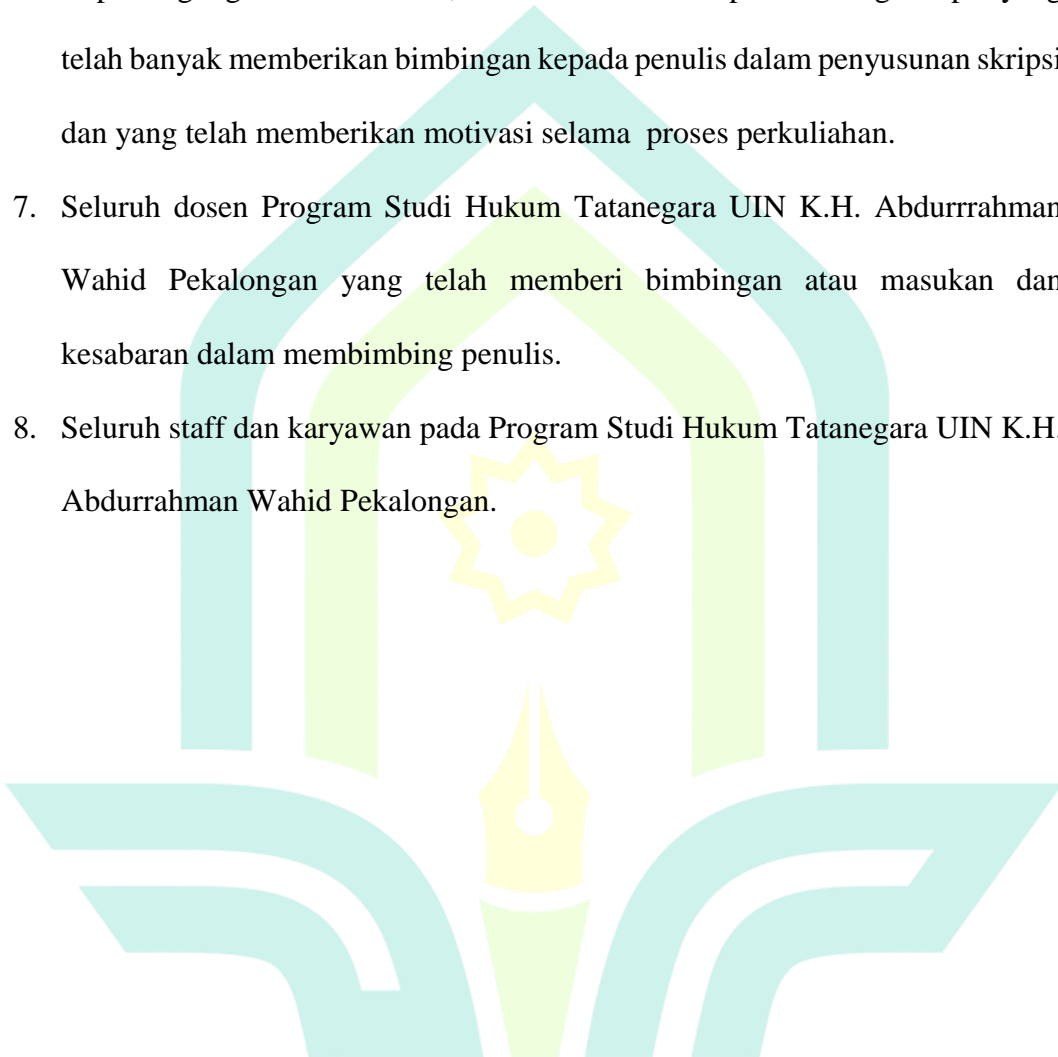 telah banyak memberikan bimbingan kepada penulis dalam penyusunan skripsi
dan yang telah memberikan motivasi selama proses perkuliahan.
7. Seluruh dosen Program Studi Hukum Tatanegara UIN K.H. Abdurrrahman
Wahid Pekalongan yang telah memberi bimbingan atau masukan dan
kesabaran dalam membimbing penulis.
8. Seluruh staff dan karyawan pada Program Studi Hukum Tatanegara UIN K.H.
Abdurrahman Wahid Pekalongan.